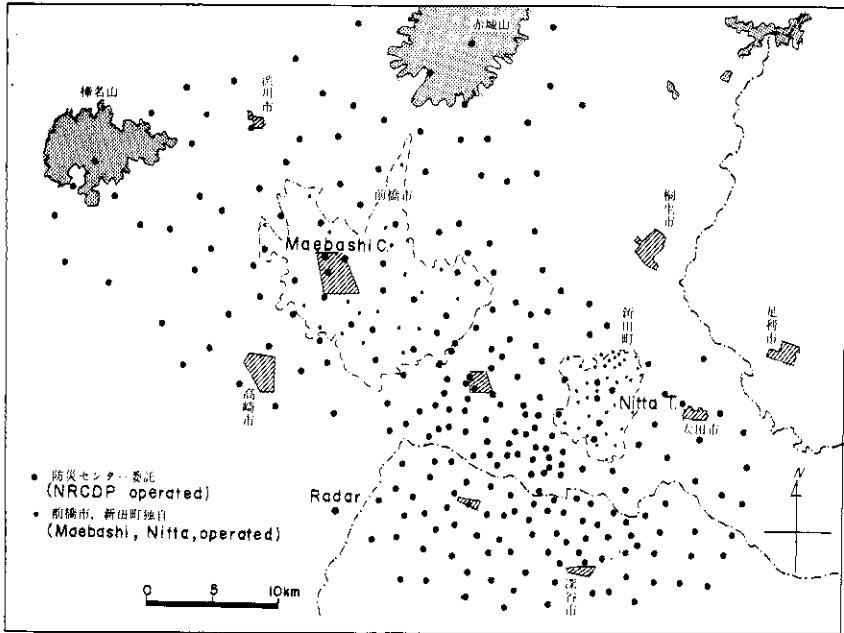 赤城山
渋川市
榛名山
前橋市
桐生市
Maebashi C.
新田町
足利市
高崎市
Nitta T.
太田市
防災センター委託
(NRCDP operated)
Radar
前橋市, 新田町独自
(Maebashi, Nitta, operated)
N
0 5 10km
深谷市